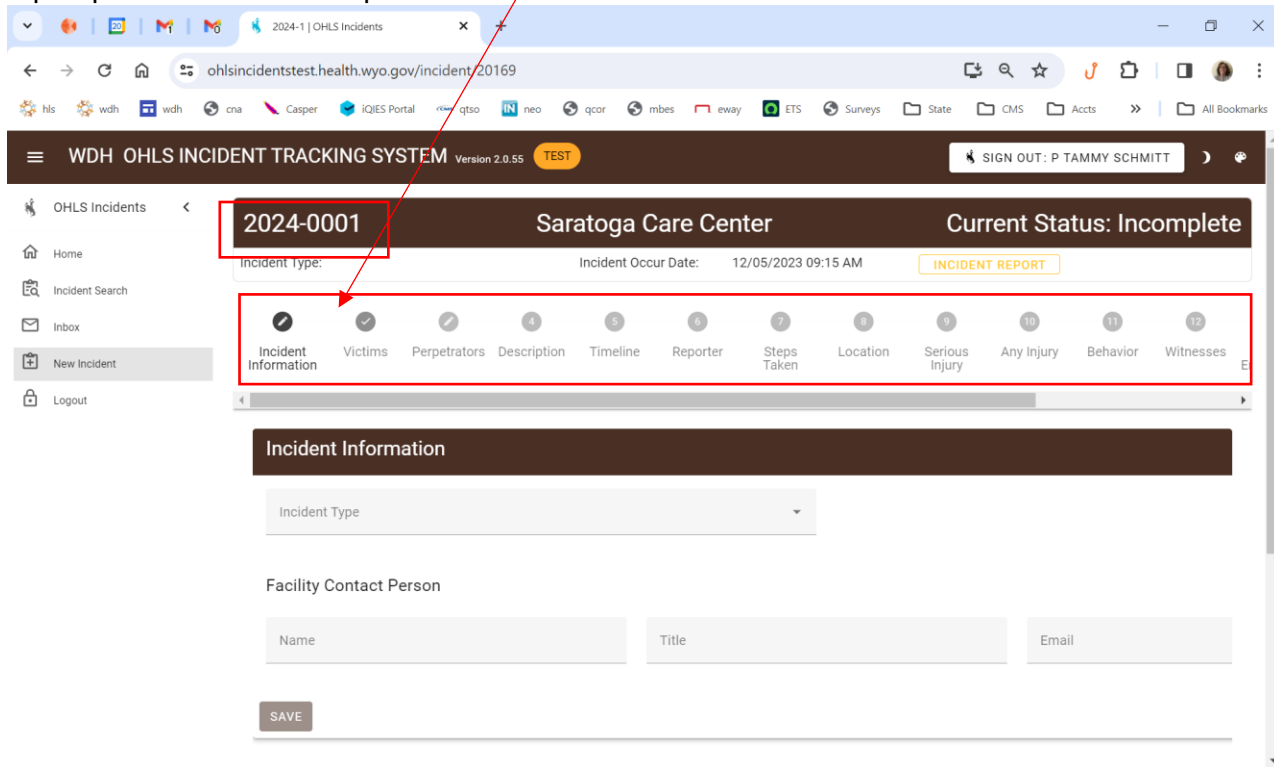 20
2024-1 | OHLS Incidents
ohlsincidentstest.health.wyo.gov/incident/20169
hls wdh wdh cna Casper iQIES Portal qtso neo qcor mbes eway ETS Surveys State CMS Accts All Bookmarks
WDH OHLS INCIDENT TRACKING SYSTEM Version 2.0.55 TEST SIGN OUT: P TAMMY SCHMITT
OHLS Incidents
Home
Incident Search
Inbox
New Incident
Logout
2024-0001 Saratoga Care Center Current Status: Incomplete
Incident Type: Incident Occur Date: 12/05/2023 09:15 AM INCIDENT REPORT
4 5 6 7 8 9 10 11 12
Incident Information Victims Perpetrators Description Timeline Reporter Steps Taken Location Serious Injury Any Injury Behavior Witnesses
Incident Information
Incident Type
Facility Contact Person
Name Title Email
SAVE